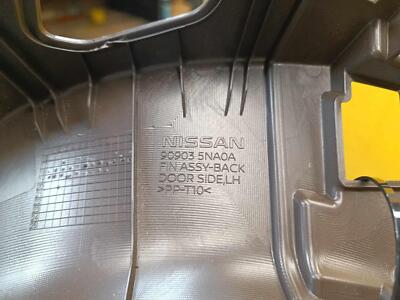 NISSAN
90903 5NA0A
FIN ASSY-BACK
DOOR SIDE,LH
>PP-T10<